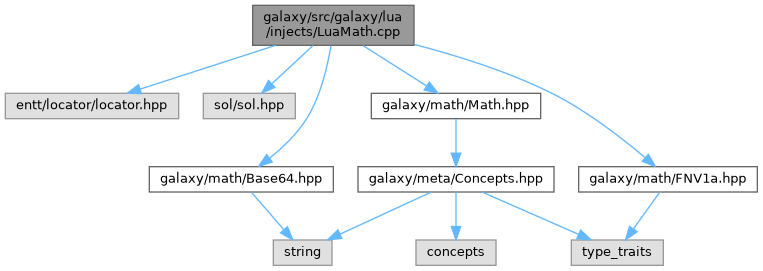 galaxy/src/galaxy/lua
/injects/LuaMath.cpp
entt/locator/locator.hpp
sol/sol.hpp
galaxy/math/Math.hpp
galaxy/math/Base64.hpp
galaxy/meta/Concepts.hpp
galaxy/math/FNV1a.hpp
string
concepts
type_traits